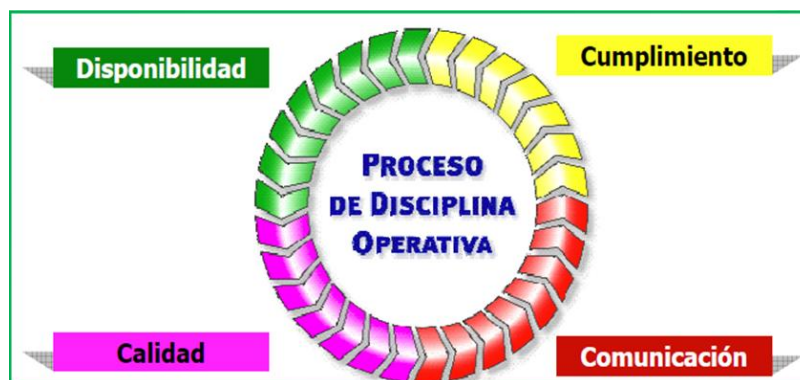 Disponibilidad
Cumplimiento
PROCESO
DE DISCIPLINA
OPERATIVA
Calidad
Comunicación